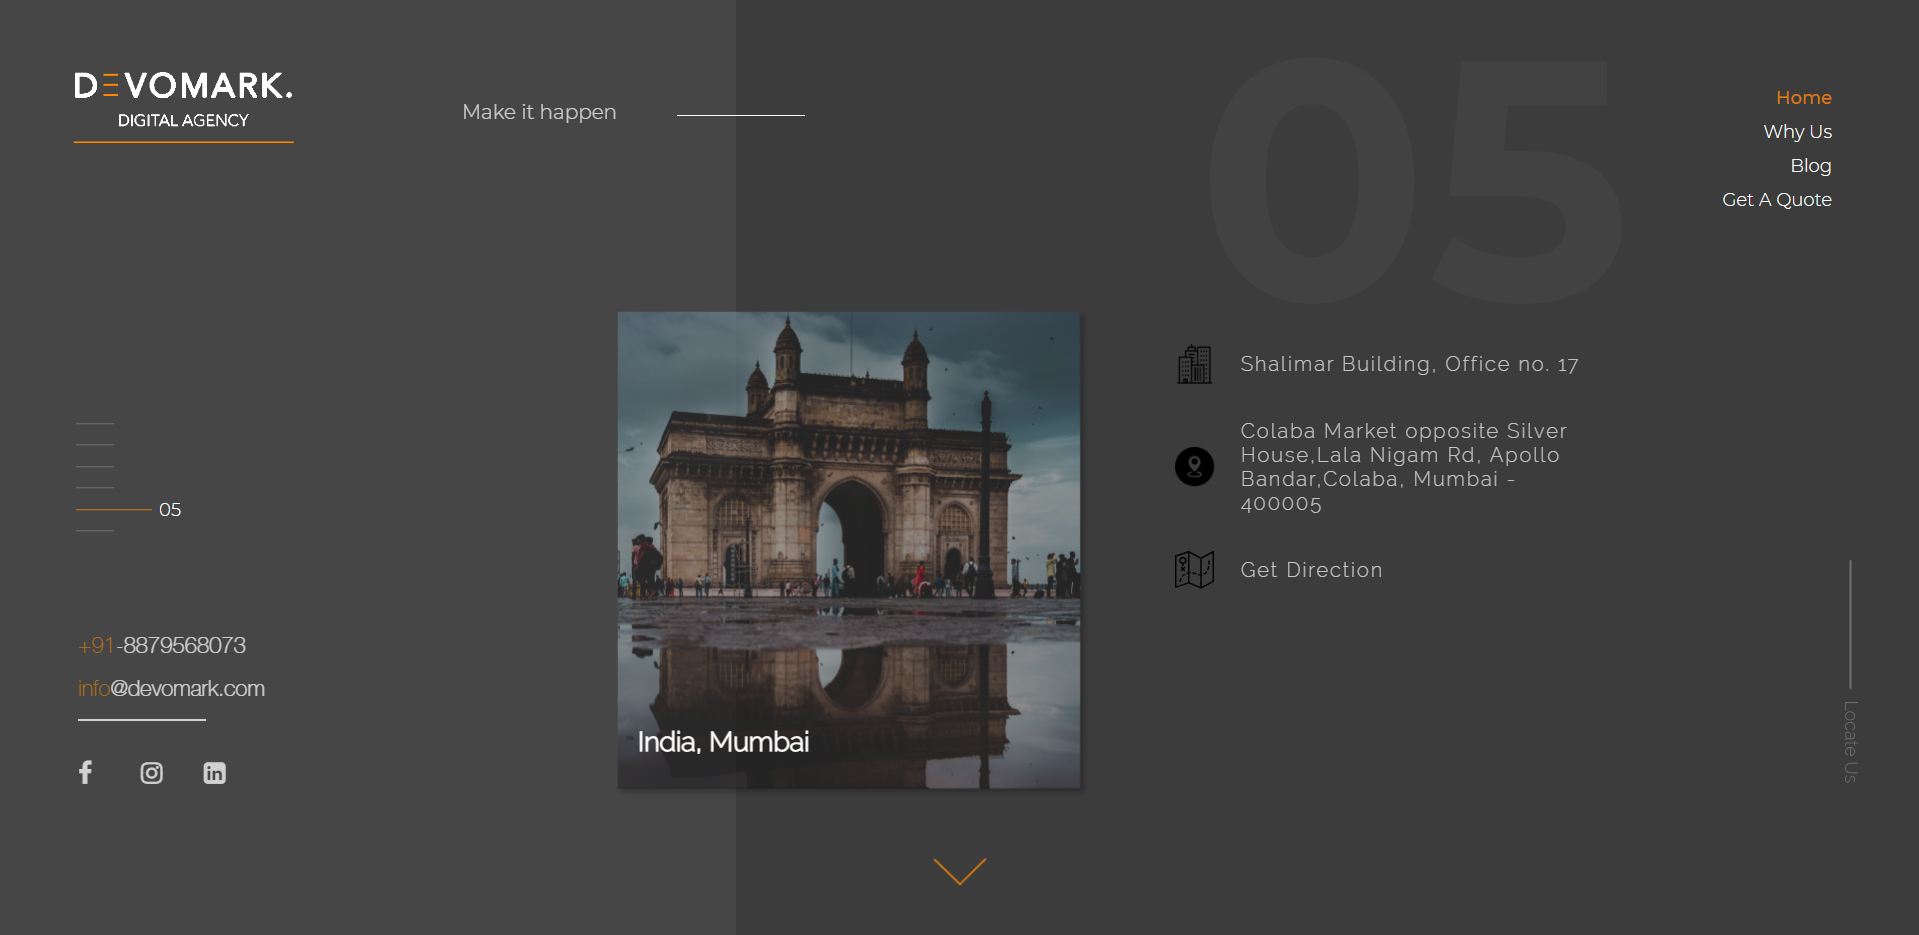 DEVOMARK.
DIGITAL AGENCY
Make it happen
05
Home
Why Us
Blog
Get A Quote
Shalimar Building, Office no. 17
Colaba Market opposite Silver
House,Lala Nigam Rd, Apollo
Bandar,Colaba, Mumbai -
400005
Get Direction
05
+91-8879568073
info@devomark.com
India, Mumbai
Locate Us